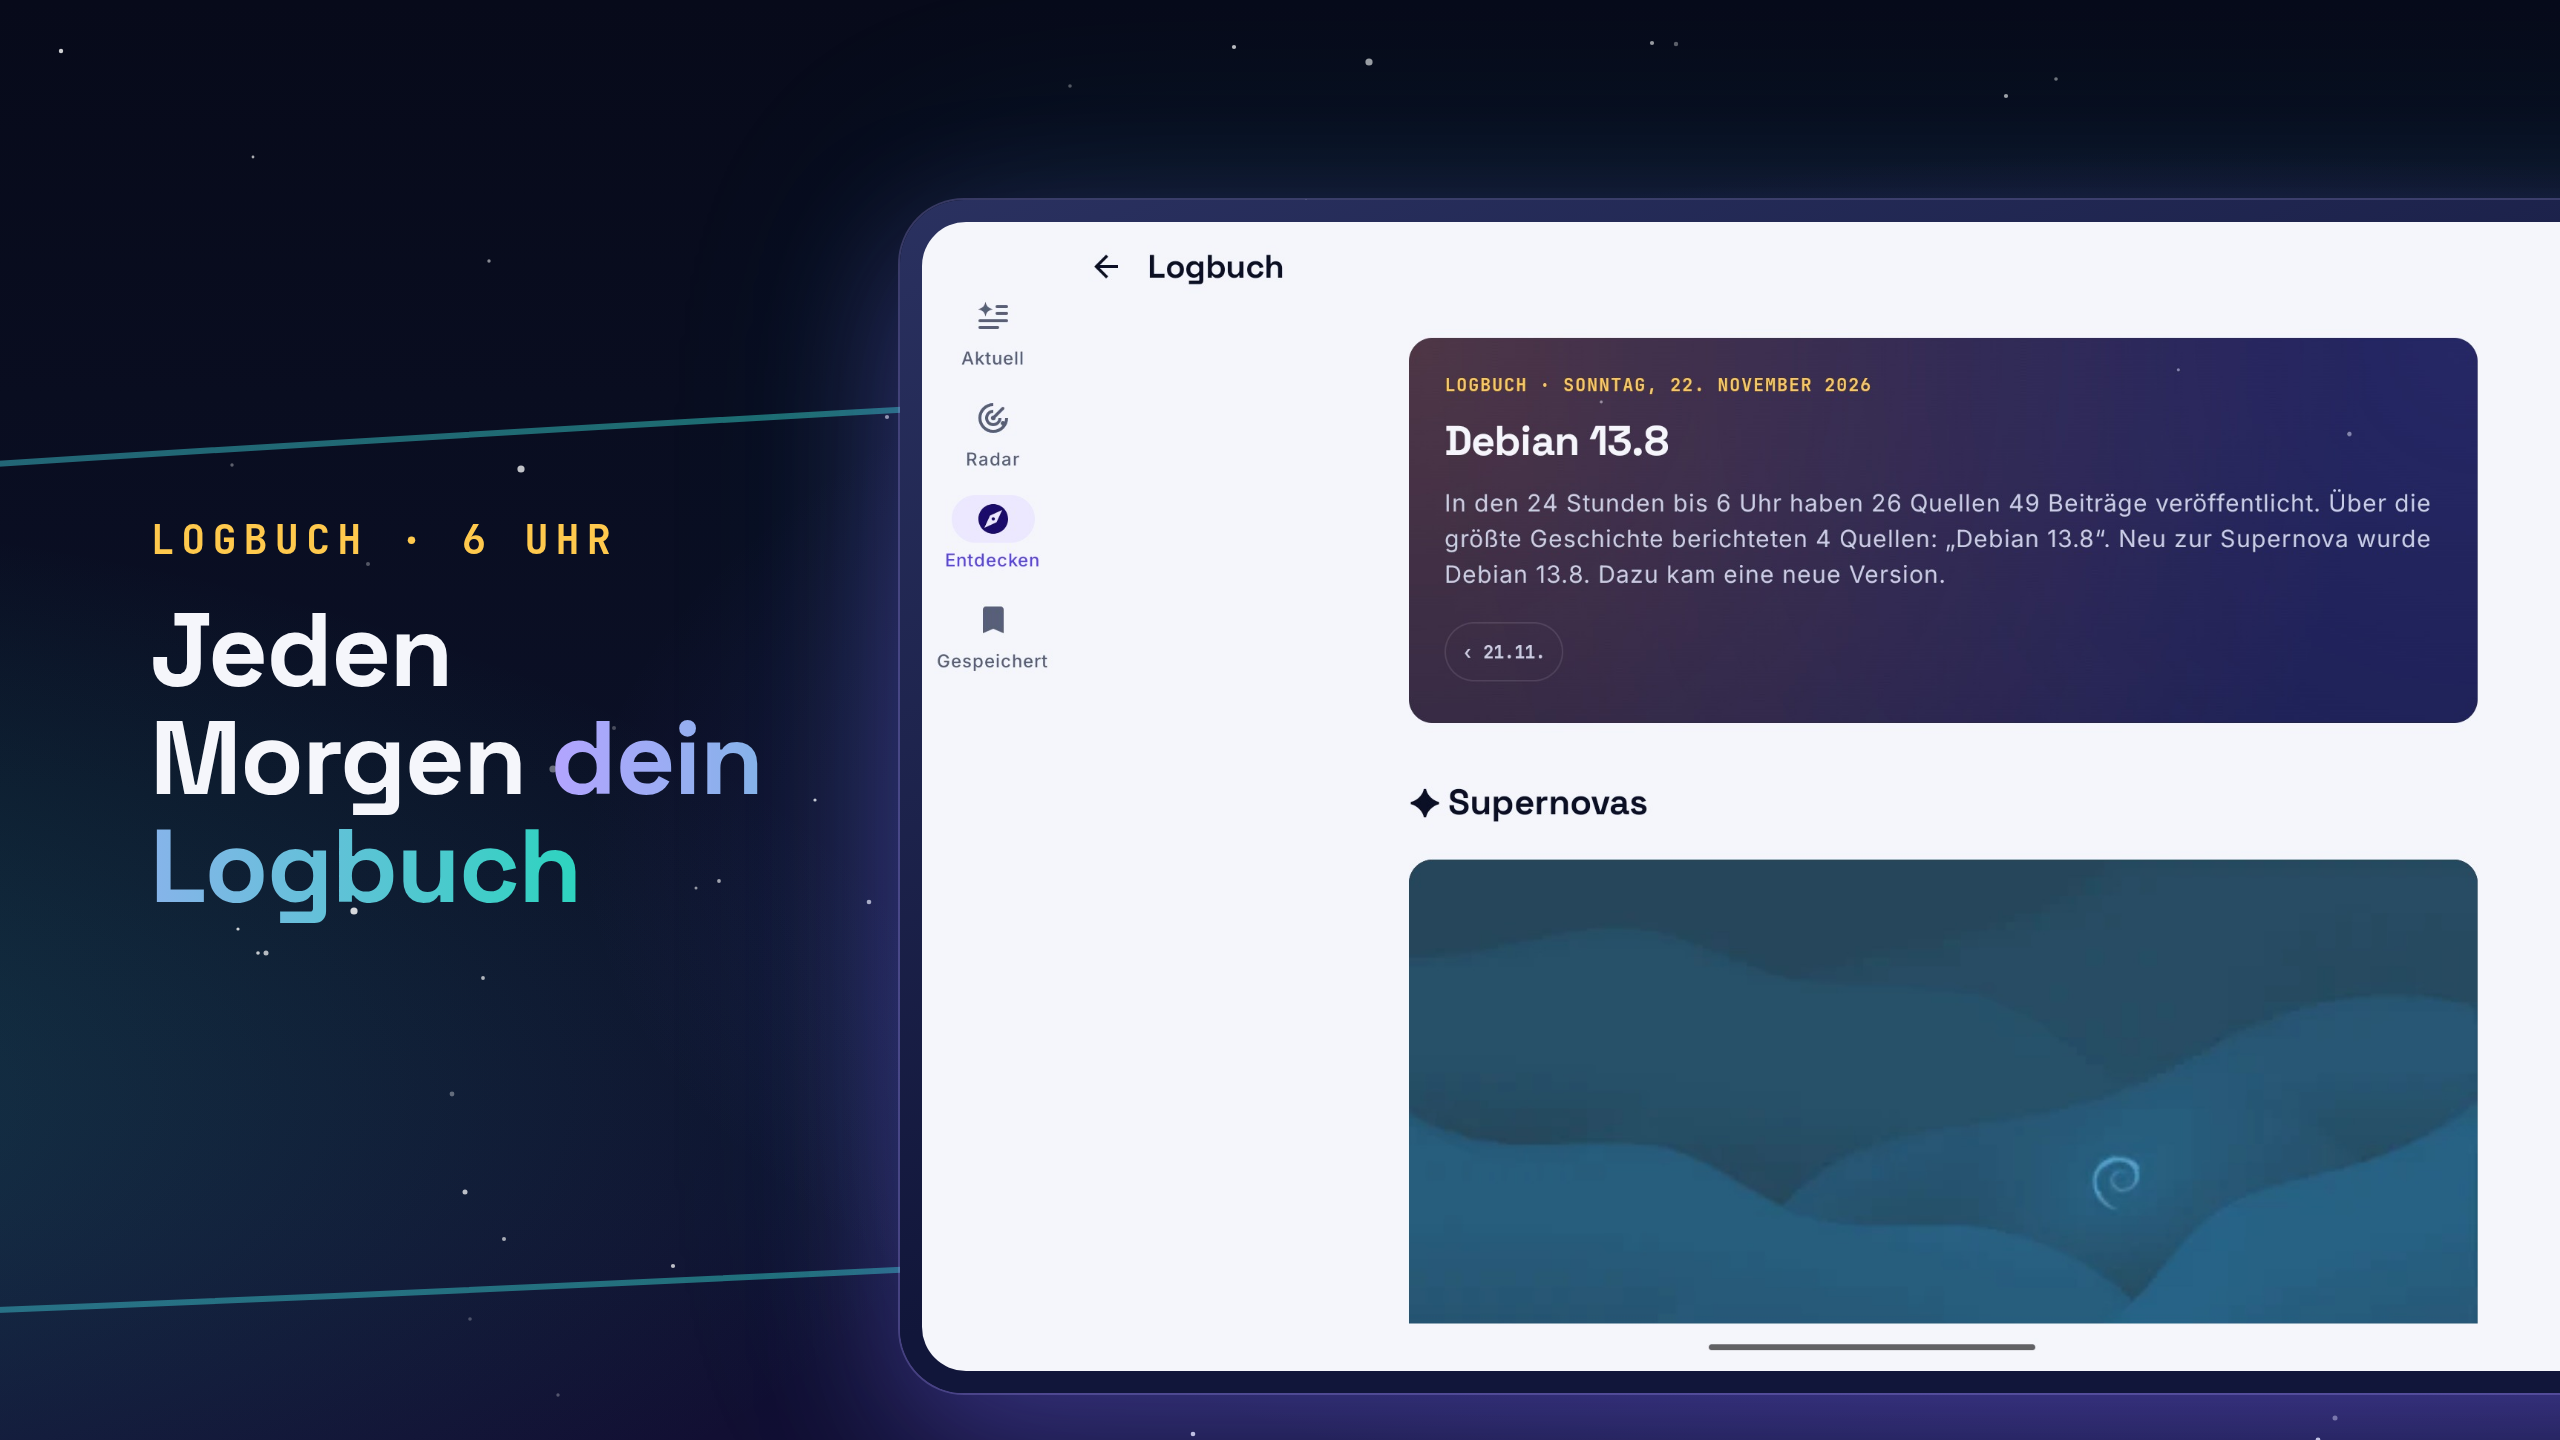 LOGBUCH · 6 UHR
Jeden
Morgen dein
Logbuch
Logbuch
Aktuell
Radar
Entdecken
Gespeichert
LOGBUCH · SONNTAG, 22. NOVEMBER 2026
Debian 13.8
In den 24 Stunden bis 6 Uhr haben 26 Quellen 49 Beiträge veröffentlicht. Über die
größte Geschichte berichteten 4 Quellen: „Debian 13.8“. Neu zur Supernova wurde
Debian 13.8. Dazu kam eine neue Version.
‹ 21.11.
Supernovas